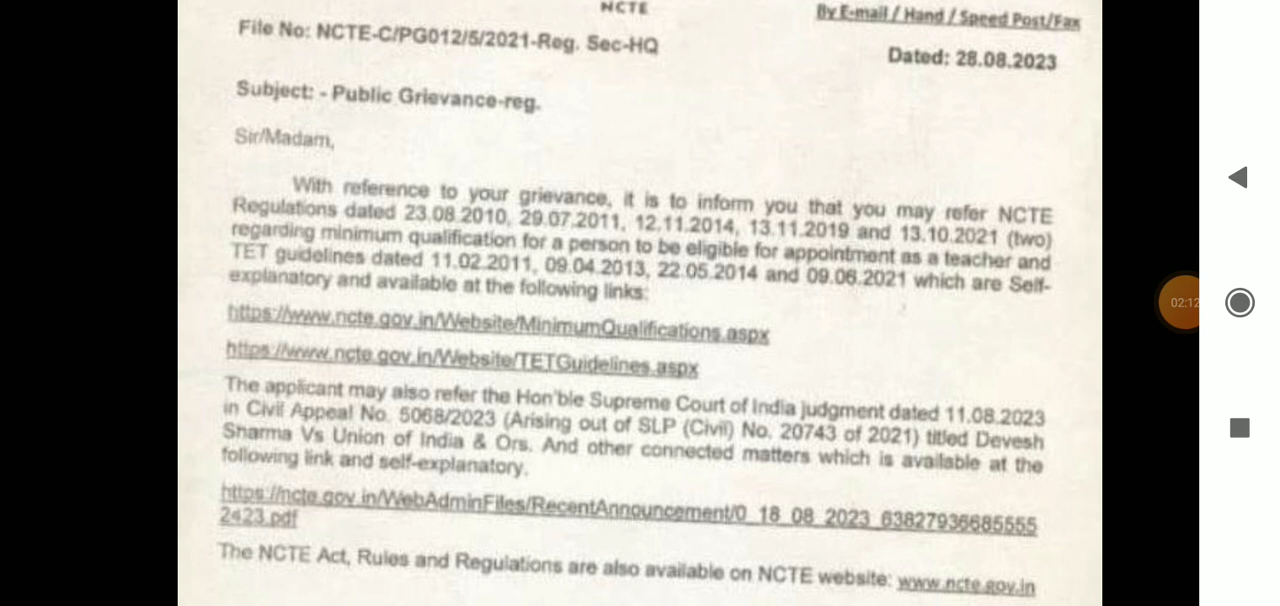 NCTE
By E-mail / Hand / Speed Post/Fax
File No: NCTE-C/PG012/5/2021-Reg. Sec-HQ
Dated: 28.08.2023
Subject: - Public Grievance-reg.
Sir/Madam,
With reference to your grievance, it is to inform you that you may refer NCTE
Regulations dated 23.08.2010, 29.07.2011, 12.11.2014, 13.11.2019 and 13.10.2021 (two)
regarding minimum qualification for a person to be eligible for appointment as a teacher and
TET guidelines dated 11.02.2011, 09.04.2013, 22.05.2014 and 09.06.2021 which are Self-
explanatory and available at the following links:
https://www.ncte.gov.in/Website/MinimumQualifications.aspx
https://www.ncte.gov.in/Website/TETGuidelines.aspx
The applicant may also refer the Hon'ble Supreme Court of India judgment dated 11.08.2023
in Civil Appeal No. 5068/2023 (Arising out of SLP (Civil) No. 20743 of 2021) titled Devesh
Sharma Vs Union of India & Ors. And other connected matters which is available at the
following link and self-explanatory.
https://ncte.gov.in/WebAdminFiles/RecentAnnouncement/0_18_08_2023_63827936685555
2423.pdf
The NCTE Act, Rules and Regulations are also available on NCTE website: www.ncte.gov.in
02:12